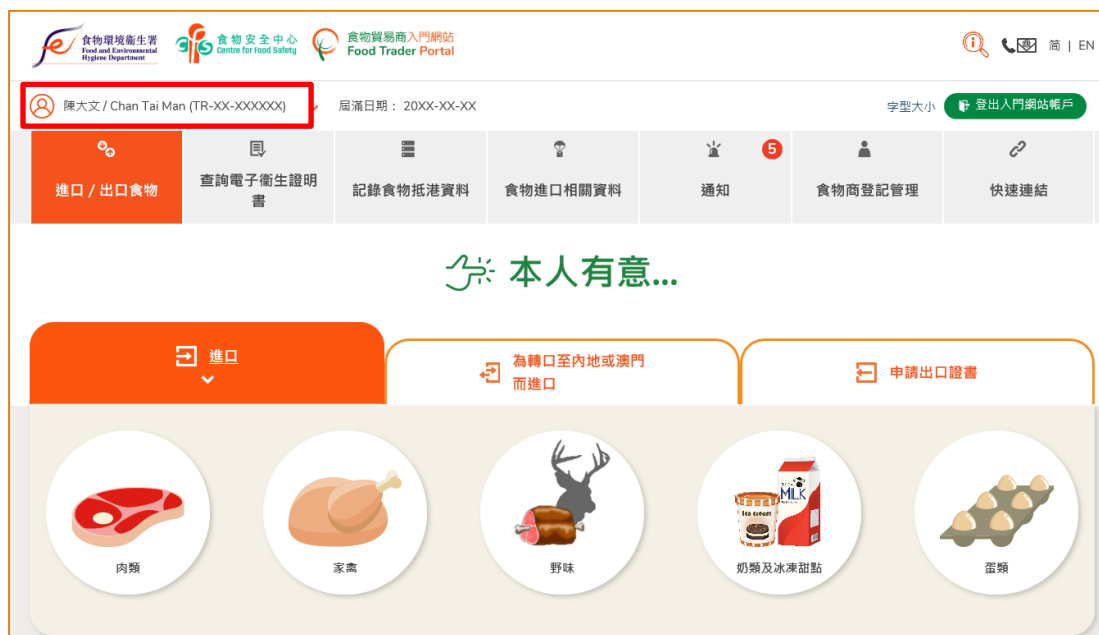 食物環境衞生署
Food and Environmental
Hygiene Department
食物安全中心
Centre for Food Safety
食物貿易商入門網站
Food Trader Portal
简 | EN
陳大文 / Chan Tai Man (TR-XX-XXXXXX)
屆滿日期： 20XX-XX-XX
字型大小
登出入門網站帳戶
進口 / 出口食物
查詢電子衞生證明
書
記錄食物抵港資料
食物進口相關資料
通知
5
食物商登記管理
快速連結
本人有意...
進口
為轉口至內地或澳門
而進口
申請出口證書
MILK
Ice cream
肉類
家禽
野味
奶類及冰凍甜點
蛋類